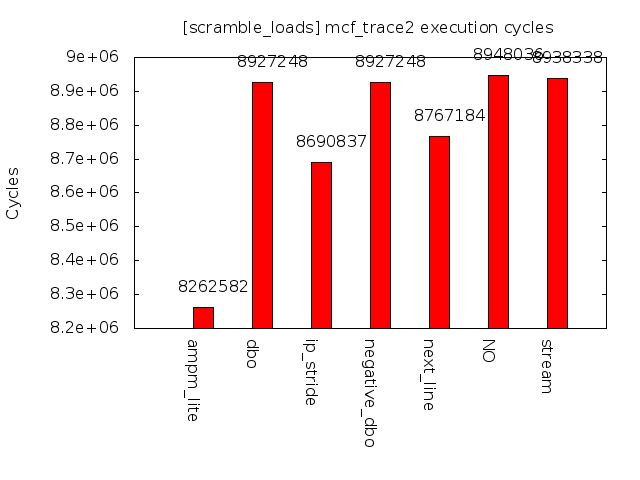 [scramble_loads] mcf_trace2 execution cycles
Cycles
9e+06
8.9e+06
8.8e+06
8.7e+06
8.6e+06
8.5e+06
8.4e+06
8.3e+06
8.2e+06
8262582
8927248
8690837
8927248
8767184
8948036
8938338
ampm_lite
dbo
ip_stride
negative_dbo
next_line
NO
stream